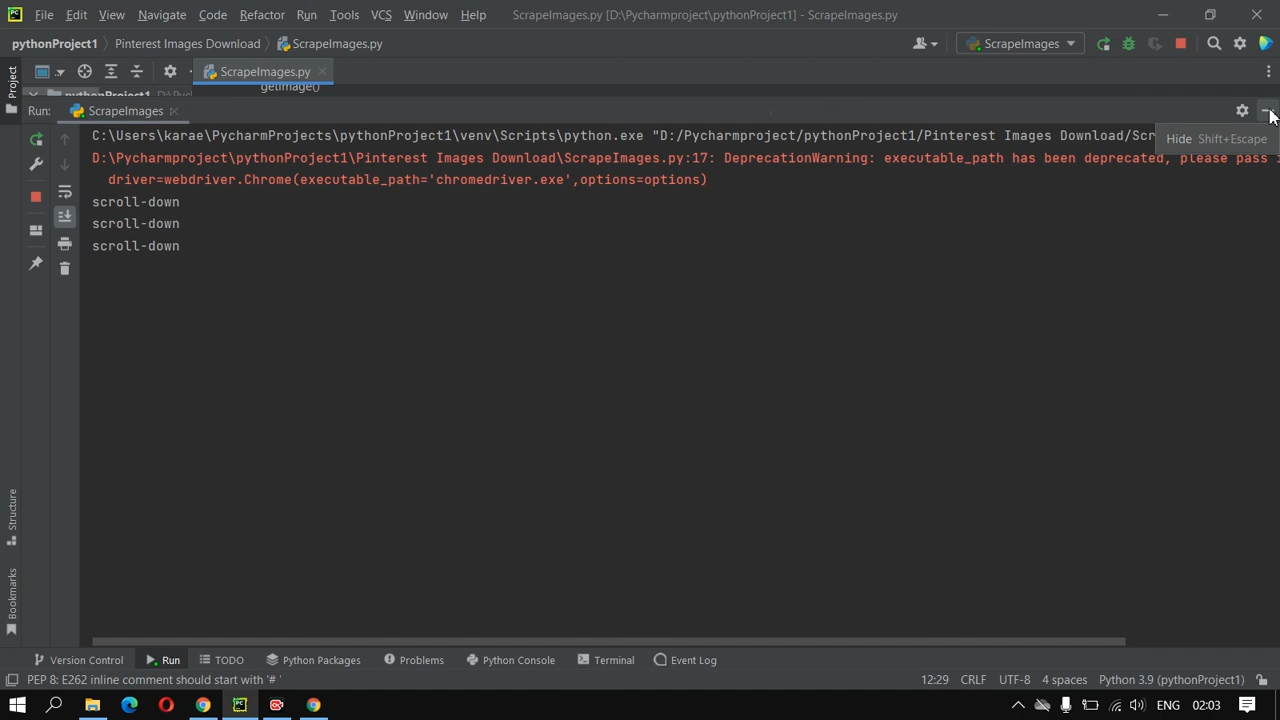 File Edit View Navigate Code Refactor Run Tools VCS Window Help ScrapeImages.py [D:\Pycharmproject\pythonProject1] - ScrapeImages.py
pythonProject1 Pinterest Images Download ScrapeImages.py ScrapeImages
Project
ScrapeImages.py
pythonProject1
getImage()
Run: ScrapeImages
C:\Users\karae\PycharmProjects\pythonProject1\venv\Scripts\python.exe "D:/Pycharmproject/pythonProject1/Pinterest Images Download/Scr
Hide Shift+Escape
D:\Pycharmproject\pythonProject1\Pinterest Images Download\ScrapeImages.py:17: DeprecationWarning: executable_path has been deprecated, please pass
driver=webdriver.Chrome(executable_path='chromedriver.exe',options=options)
scroll-down
scroll-down
scroll-down
Structure
Bookmarks
Version Control Run TODO Python Packages Problems Python Console Terminal Event Log
PEP 8: E262 inline comment should start with '# ' 12:29 CRLF UTF-8 4 spaces Python 3.9 (pythonProject1)
ENG 02:03